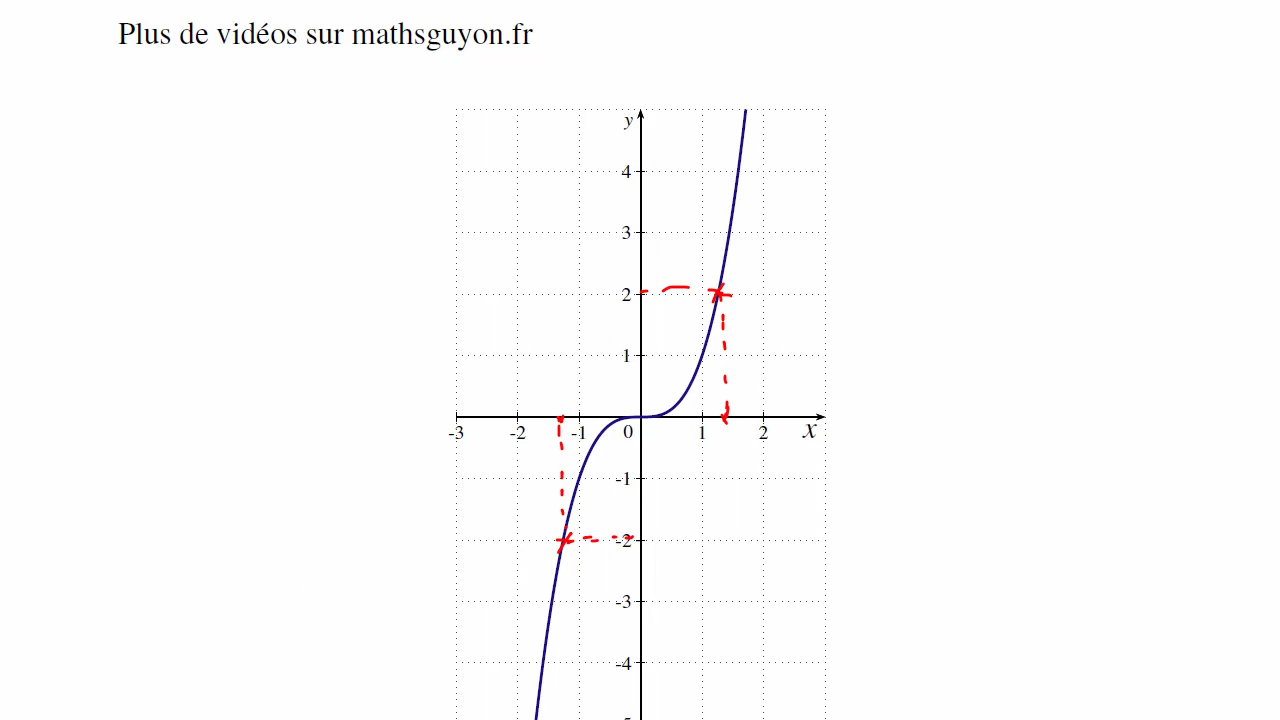 Plus de vidéos sur mathsguyon.fr
y
4
3
2
1
-3 -2 -1 0 1 2 x
-1
-2
-3
-4